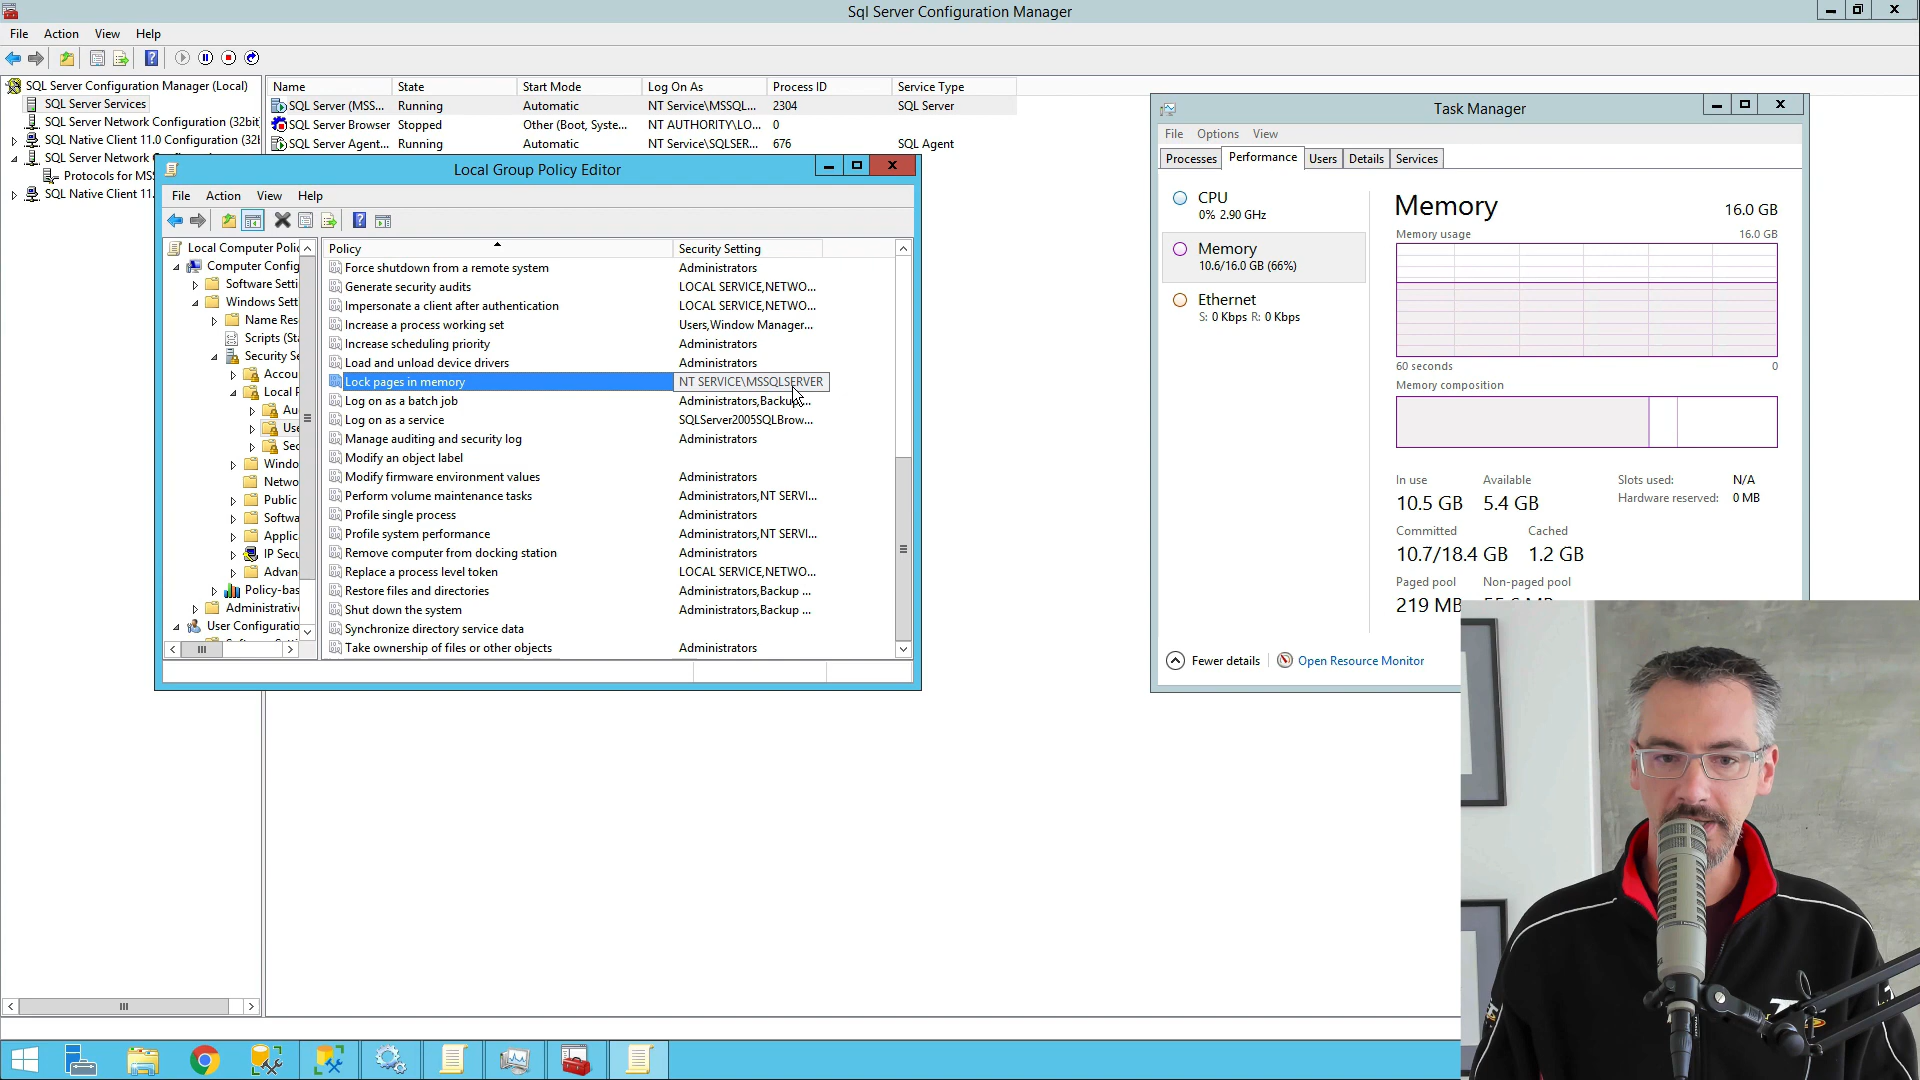 Sql Server Configuration Manager
File Action View Help
SQL Server Configuration Manager (Local)
SQL Server Services
SQL Server Network Configuration (32bit
SQL Native Client 11.0 Configuration (32b
SQL Server Network
Protocols for MS
SQL Native Client 11.
Name State Start Mode Log On As Process ID Service Type
SQL Server (MSS... Running Automatic NT Service\MSSQL... 2304 SQL Server
SQL Server Browser Stopped Other (Boot, Syste... NT AUTHORITY\LO... 0
SQL Server Agent... Running Automatic NT Service\SQLSER... 676 SQL Agent
Local Group Policy Editor
File Action View Help
Local Computer Polic
Computer Config
Software Setti
Windows Sett
Name Res
Scripts (Sta
Security Se
Accou
Local P
Au
Use
Sec
Windo
Netwo
Public
Softwa
Applic
IP Secu
Advan
Policy-bas
Administrativ
User Configuratio
Policy Security Setting
Force shutdown from a remote system Administrators
Generate security audits LOCAL SERVICE,NETWO...
Impersonate a client after authentication LOCAL SERVICE,NETWO...
Increase a process working set Users,Window Manager...
Increase scheduling priority Administrators
Load and unload device drivers Administrators
Lock pages in memory NT SERVICE\MSSQLSERVER
Log on as a batch job Administrators,Backup ...
Log on as a service SQLServer2005SQLBrow...
Manage auditing and security log Administrators
Modify an object label
Modify firmware environment values Administrators
Perform volume maintenance tasks Administrators,NT SERVI...
Profile single process Administrators
Profile system performance Administrators,NT SERVI...
Remove computer from docking station Administrators
Replace a process level token LOCAL SERVICE,NETWO...
Restore files and directories Administrators,Backup ...
Shut down the system Administrators,Backup ...
Synchronize directory service data
Take ownership of files or other objects Administrators
Task Manager
File Options View
Processes Performance Users Details Services
CPU
0% 2.90 GHz
Memory
10.6/16.0 GB (66%)
Ethernet
S: 0 Kbps R: 0 Kbps
Memory 16.0 GB
Memory usage 16.0 GB
60 seconds 0
Memory composition
In use Available Slots used: N/A
10.5 GB 5.4 GB Hardware reserved: 0 MB
Committed Cached
10.7/18.4 GB 1.2 GB
Paged pool Non-paged pool
219 MB
Fewer details Open Resource Monitor